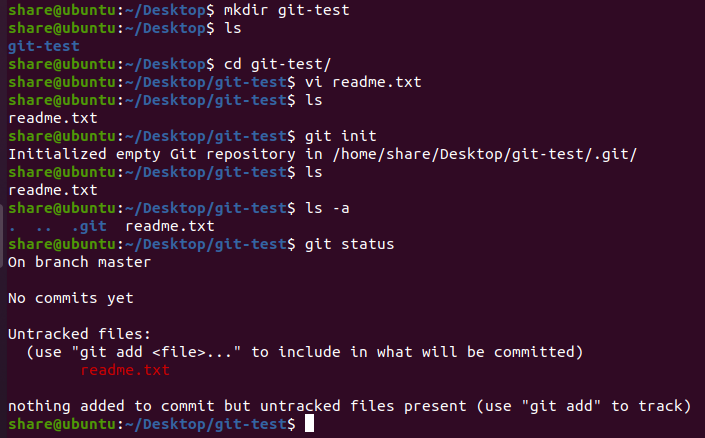 share@ubuntu:~/Desktop$ mkdir git-test
share@ubuntu:~/Desktop$ ls
git-test
share@ubuntu:~/Desktop$ cd git-test/
share@ubuntu:~/Desktop/git-test$ vi readme.txt
share@ubuntu:~/Desktop/git-test$ ls
readme.txt
share@ubuntu:~/Desktop/git-test$ git init
Initialized empty Git repository in /home/share/Desktop/git-test/.git/
share@ubuntu:~/Desktop/git-test$ ls
readme.txt
share@ubuntu:~/Desktop/git-test$ ls -a
.  ..  .git  readme.txt
share@ubuntu:~/Desktop/git-test$ git status
On branch master

No commits yet

Untracked files:
  (use "git add <file>..." to include in what will be committed)
        readme.txt

nothing added to commit but untracked files present (use "git add" to track)
share@ubuntu:~/Desktop/git-test$